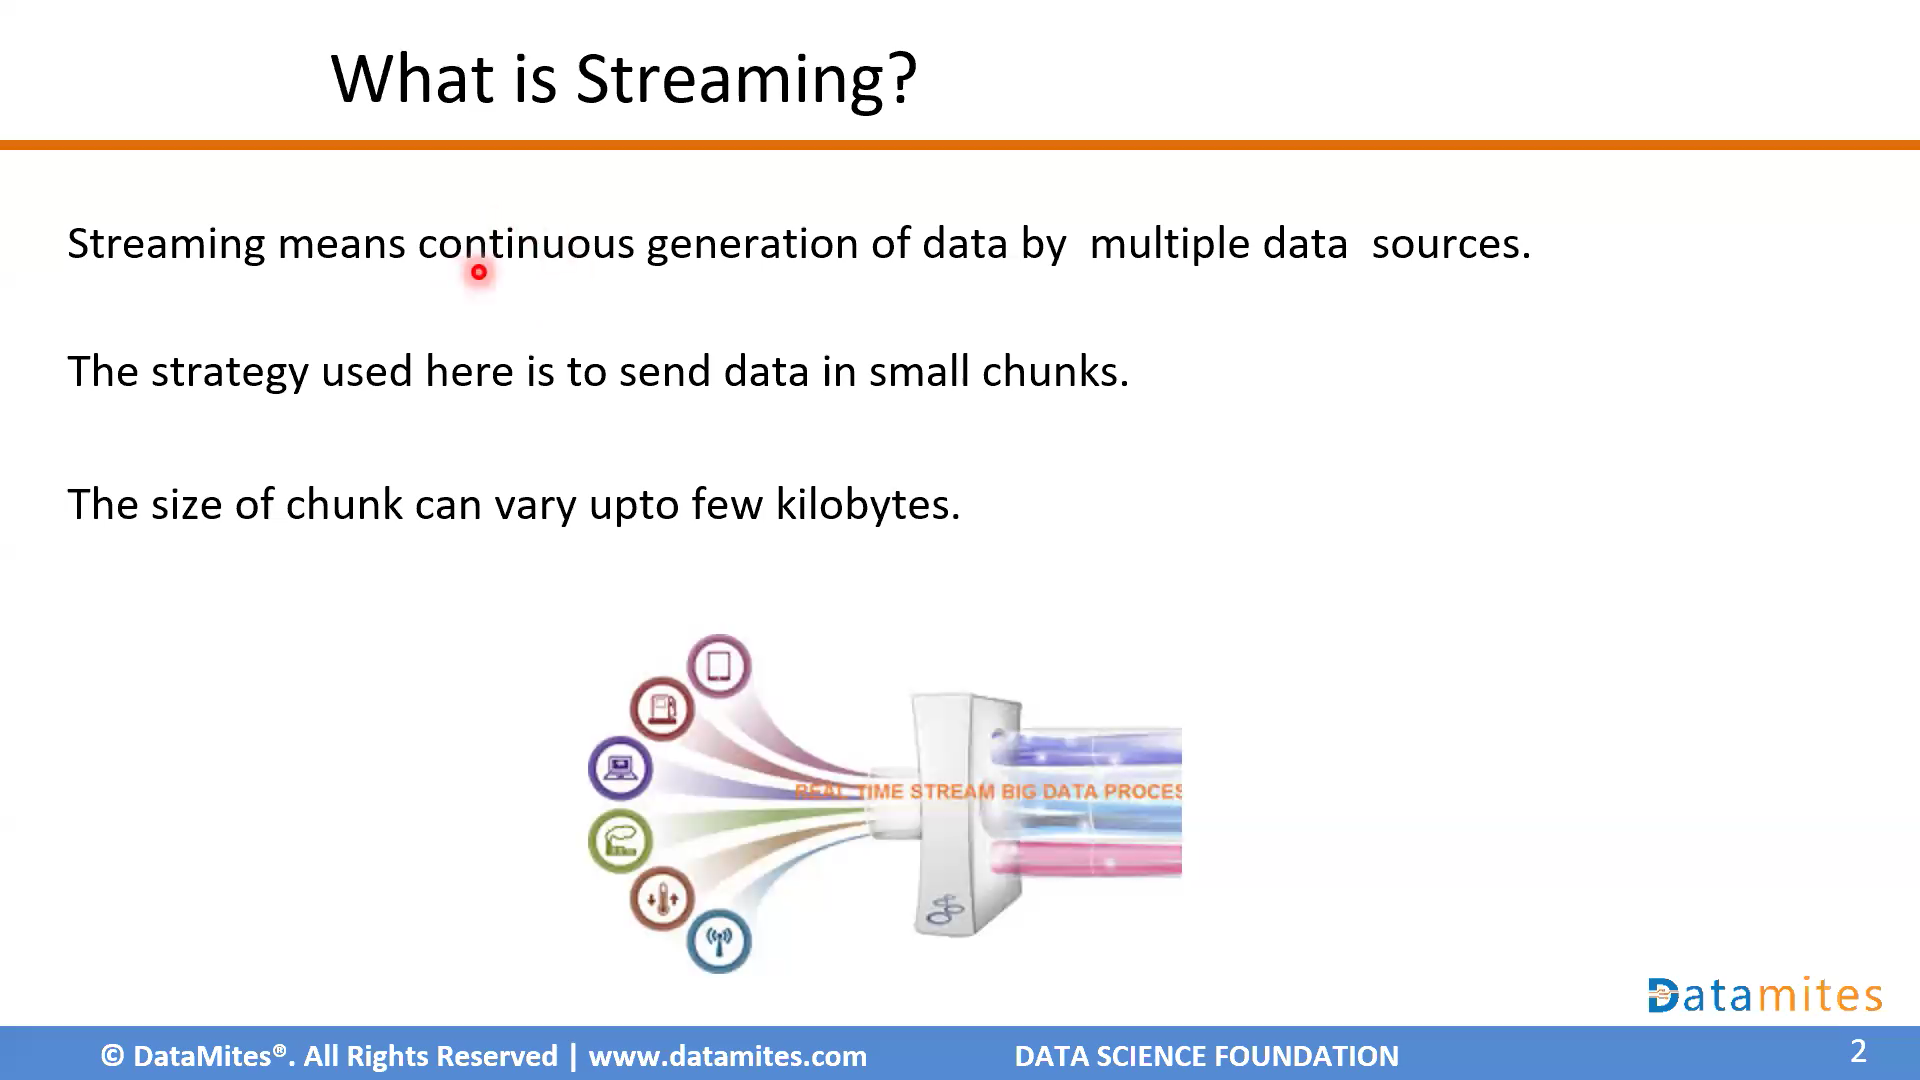 What is Streaming?
Streaming means continuous generation of data by multiple data sources.
The strategy used here is to send data in small chunks.
The size of chunk can vary upto few kilobytes.
REAL TIME STREAM BIG DATA PROCES
Datamites
© DataMites®. All Rights Reserved | www.datamites.com DATA SCIENCE FOUNDATION 2